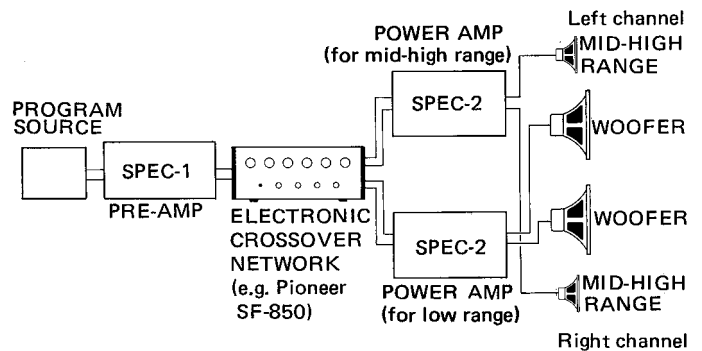 PROGRAM
SOURCE
SPEC-1
PRE-AMP
ELECTRONIC
CROSSOVER
NETWORK
(e.g. Pioneer
SF-850)
POWER AMP
(for mid-high range)
SPEC-2
SPEC-2
POWER AMP
(for low range)
Left channel
MID-HIGH
RANGE
WOOFER
WOOFER
MID-HIGH
RANGE
Right channel